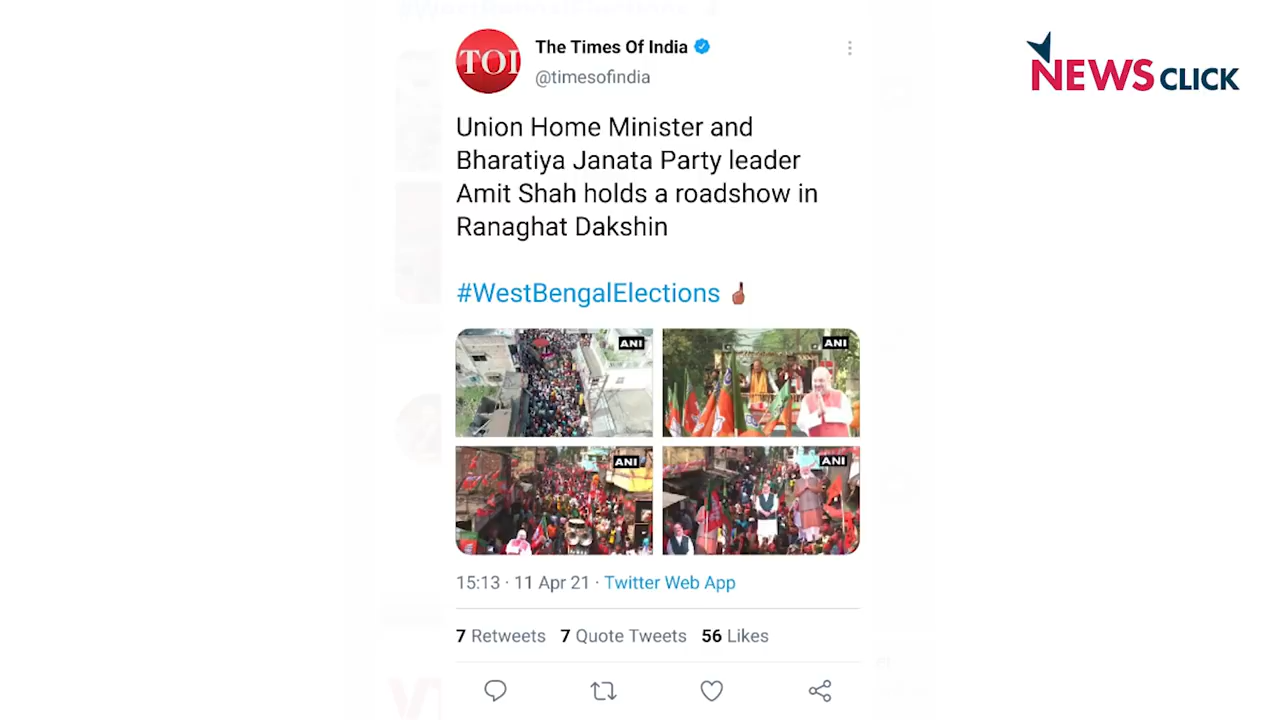 NEWS CLICK
TOI
The Times Of India
@timesofindia
Union Home Minister and
Bharatiya Janata Party leader
Amit Shah holds a roadshow in
Ranaghat Dakshin
#WestBengalElections
ANI
ANI
ANI
ANI
15:13 · 11 Apr 21 · Twitter Web App
7 Retweets 7 Quote Tweets 56 Likes